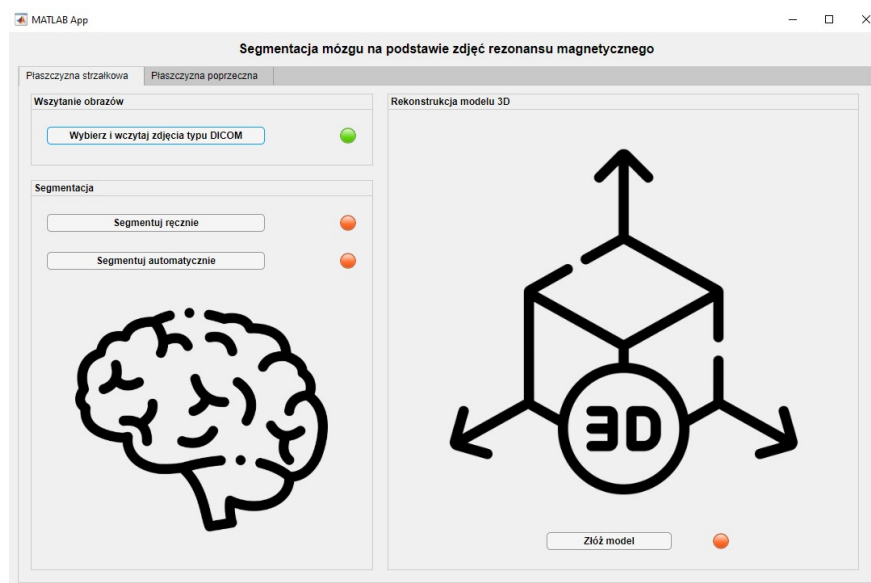 MATLAB App
Segmentacja mózgu na podstawie zdjęć rezonansu magnetycznego
Płaszczyzna strzałkowa
Płaszczyzna poprzeczna
Wszytanie obrazów
Wybierz i wczytaj zdjęcia typu DICOM
Segmentacja
Segmentuj ręcznie
Segmentuj automatycznie
Rekonstrukcja modelu 3D
3D
Złóż model